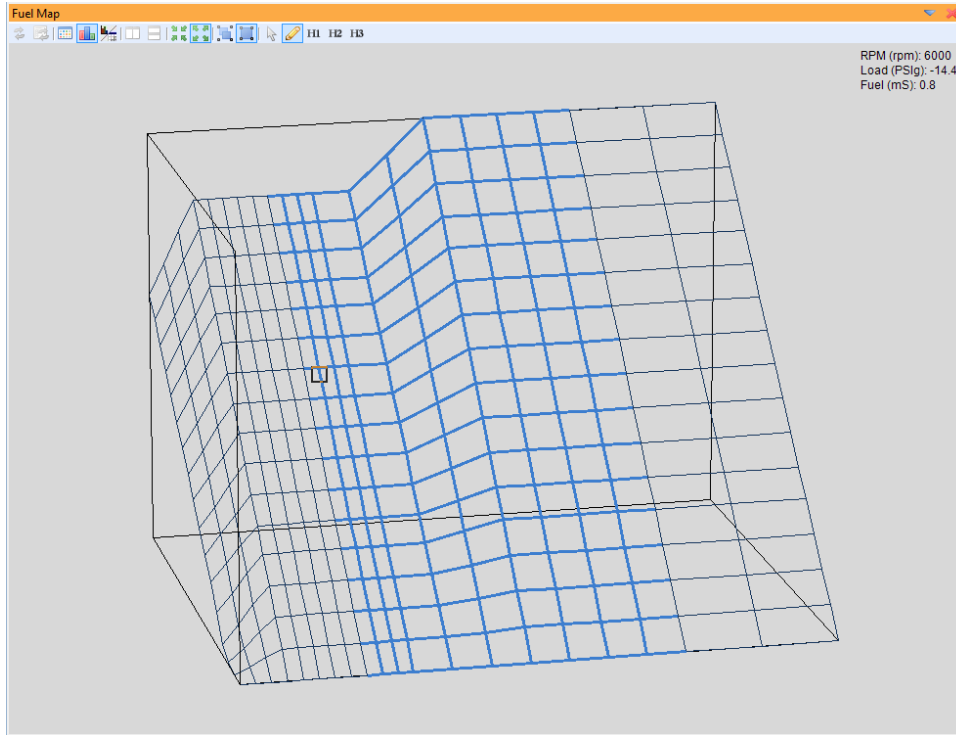 Fuel Map
H1 H2 H3
RPM (rpm): 6000
Load (PSIg): -14.4
Fuel (mS): 0.8